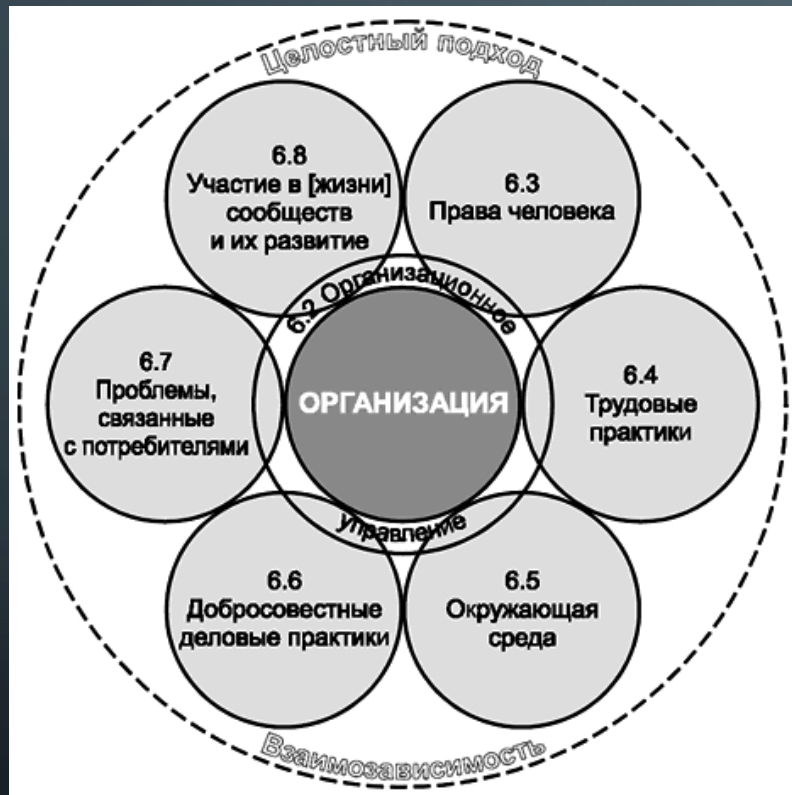 Целостный подход
6.8
Участие в [жизни]
сообществ
и их развитие
6.3
Права человека
6.2 Организационное
управление
ОРГАНИЗАЦИЯ
6.7
Проблемы,
связанные
с потребителями
6.4
Трудовые
практики
6.6
Добросовестные
деловые практики
6.5
Окружающая
среда
Взаимозависимость